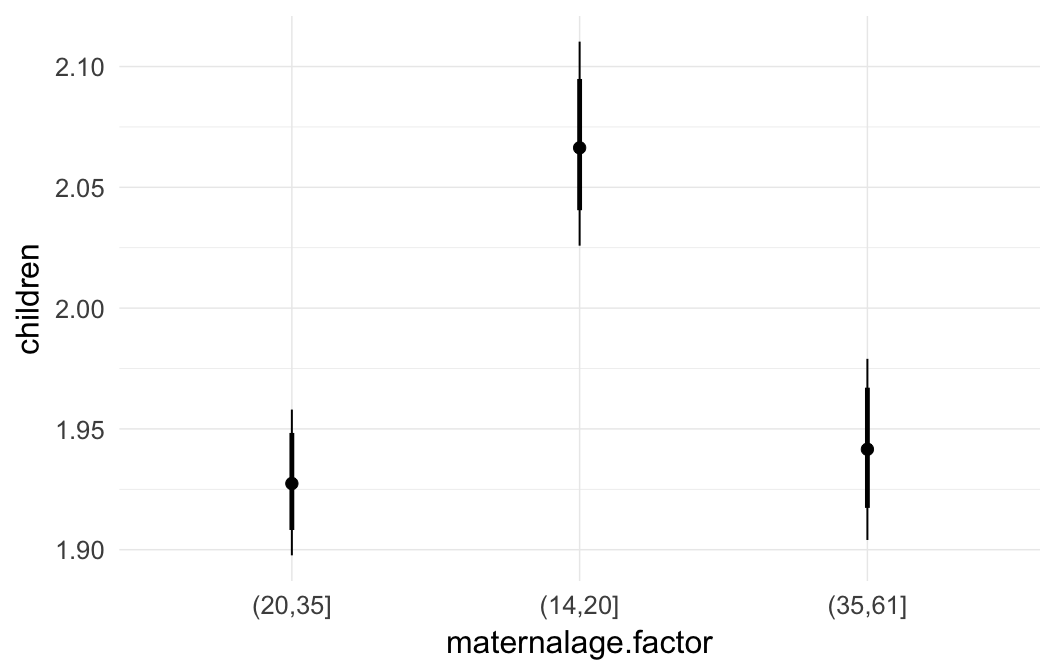 2.10
2.05
2.00
1.95
1.90
children
(20,35] (14,20] (35,61]
maternalage.factor